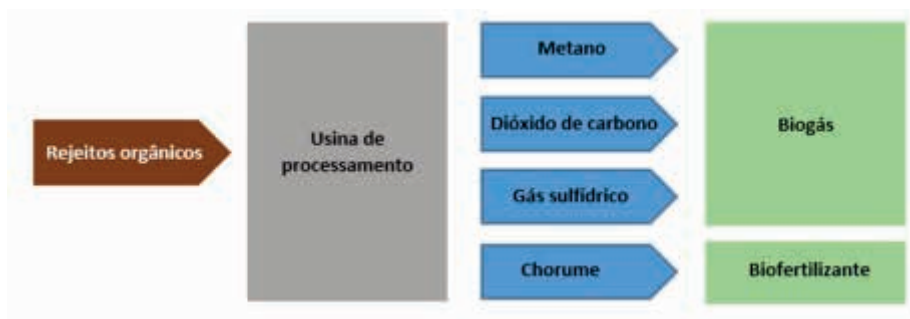 Rejeitos orgânicos
Usina de
processamento
Metano
Dióxido de carbono
Gás sulfídrico
Chorume
Biogás
Biofertilizante